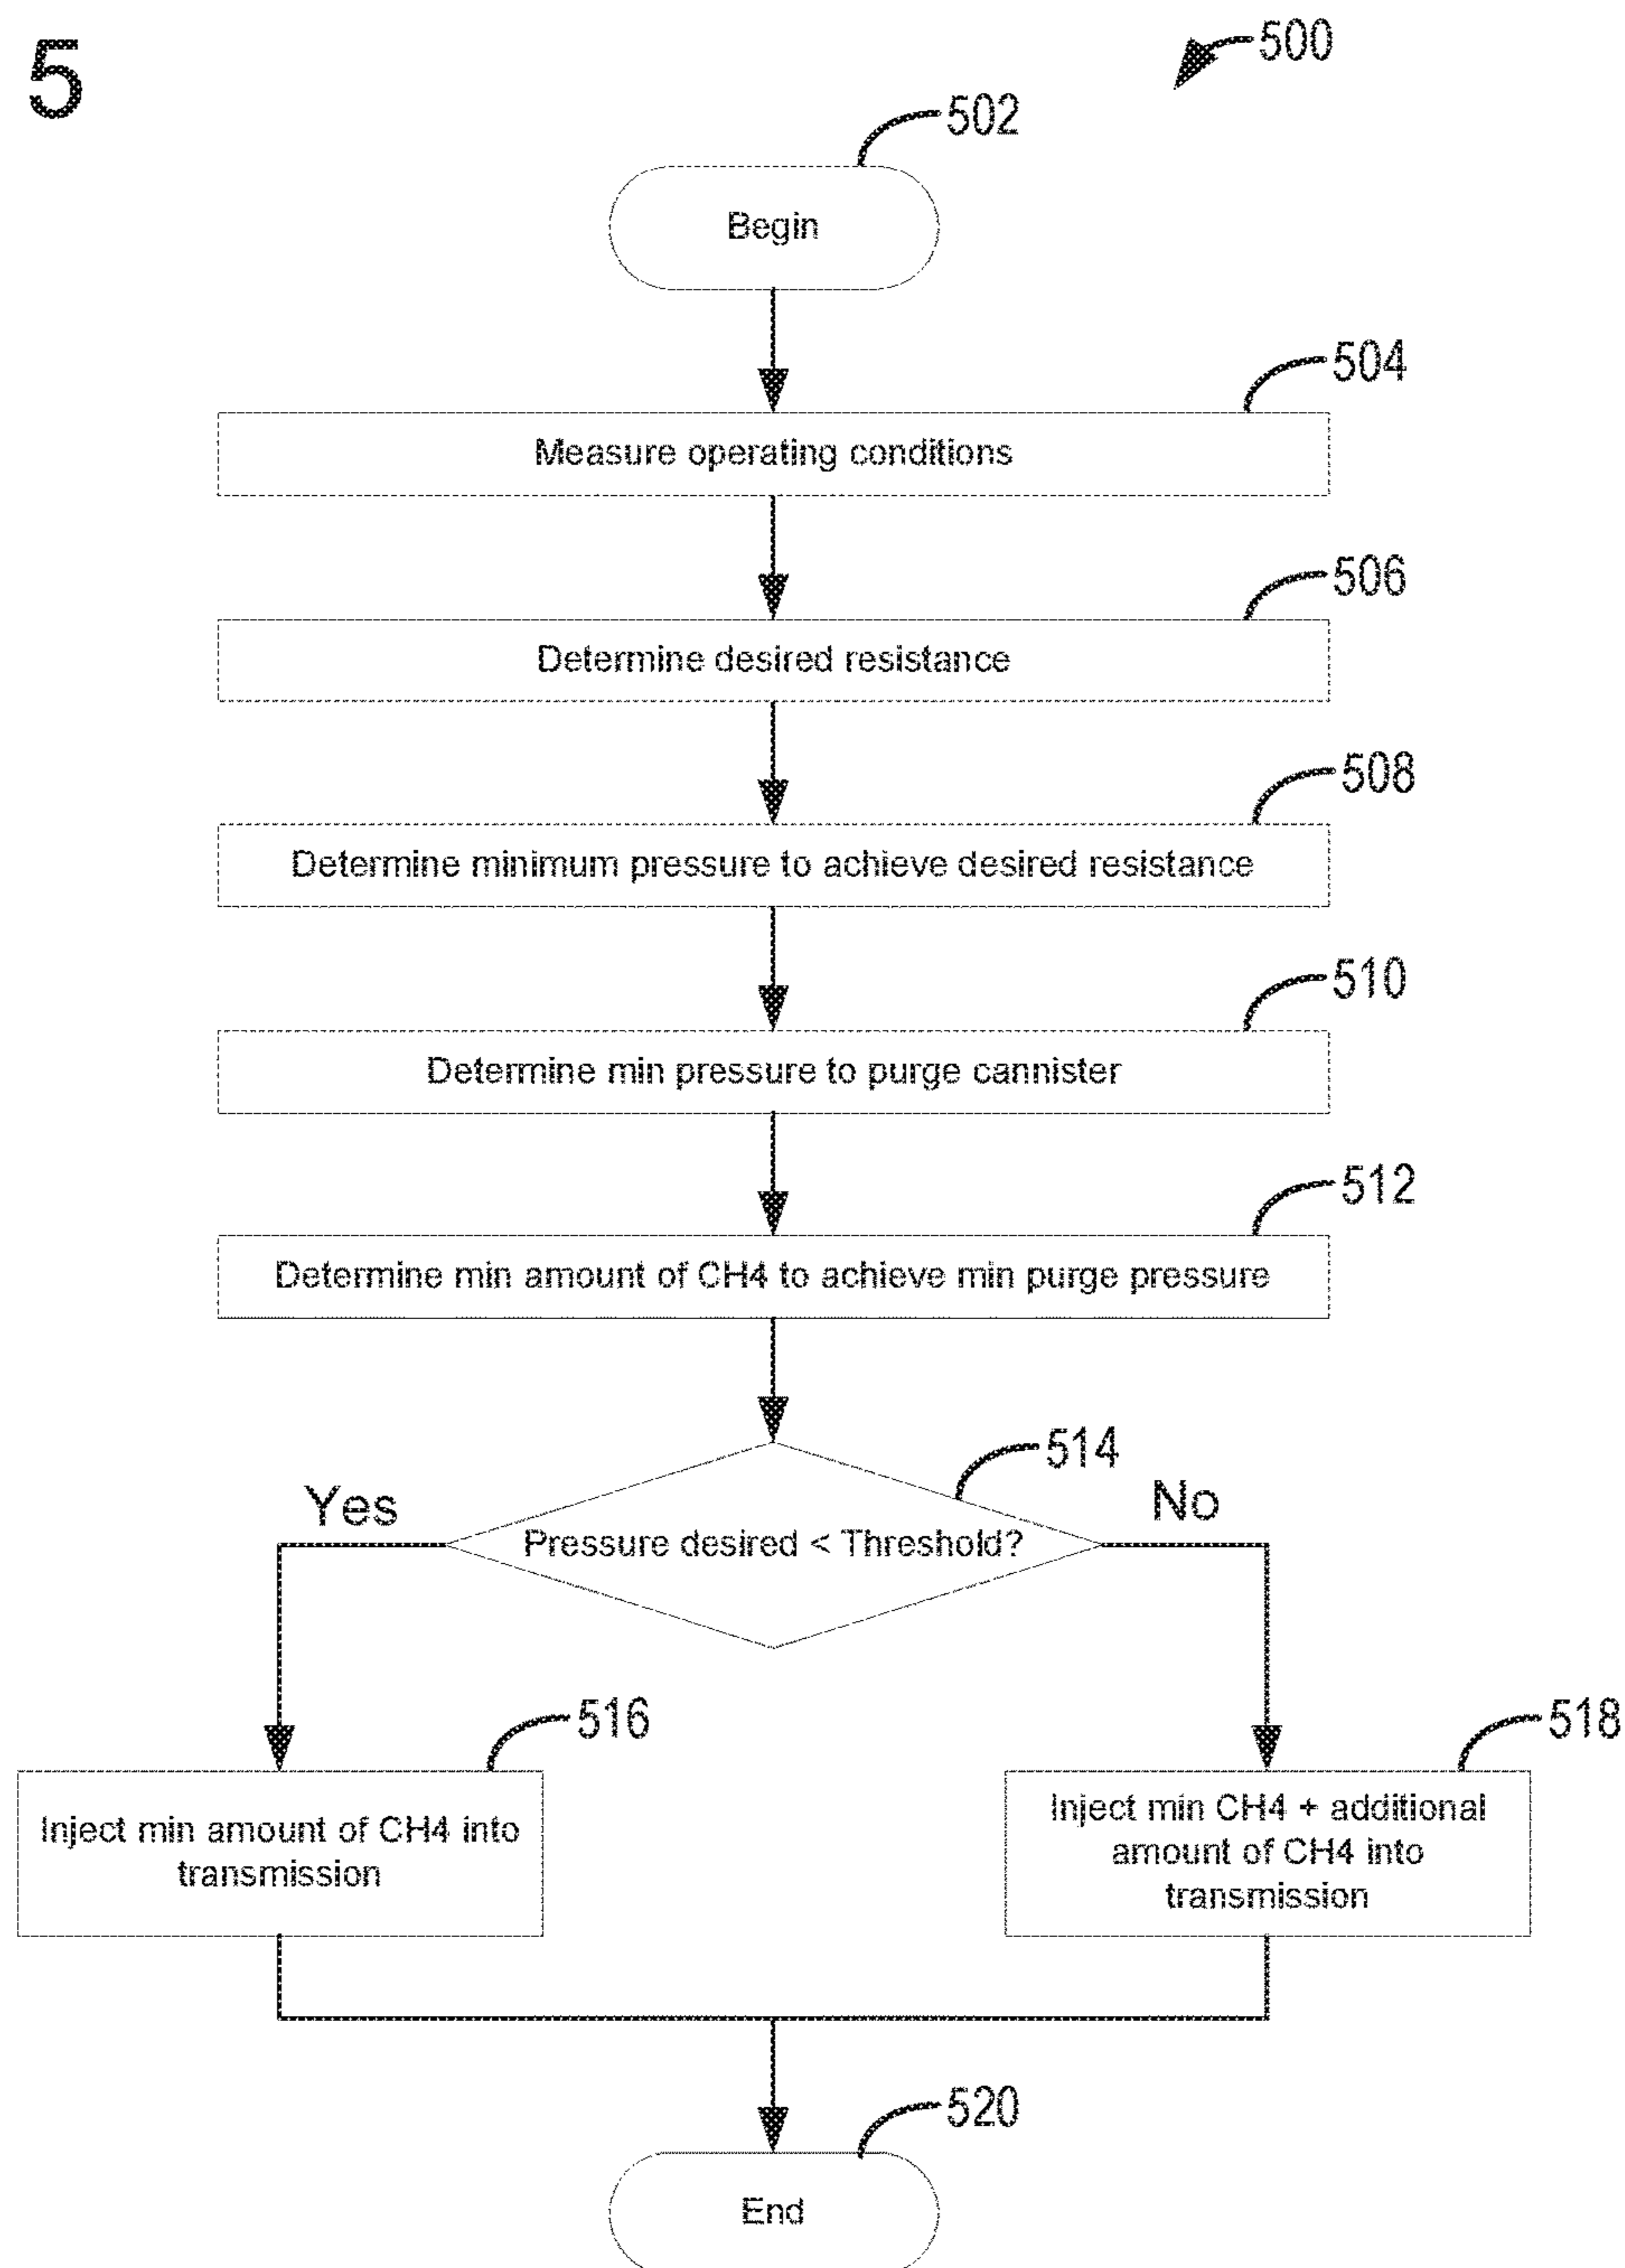 5
500
502
Begin
504
Measure operating conditions
506
Determine desired resistance
508
Determine minimum pressure to achieve desired resistance
510
Determine min pressure to purge cannister
512
Determine min amount of CH4 to achieve min purge pressure
514
Yes
No
Pressure desired < Threshold?
516
518
Inject min amount of CH4 into
transmission
Inject min CH4 + additional
amount of CH4 into
transmission
520
End